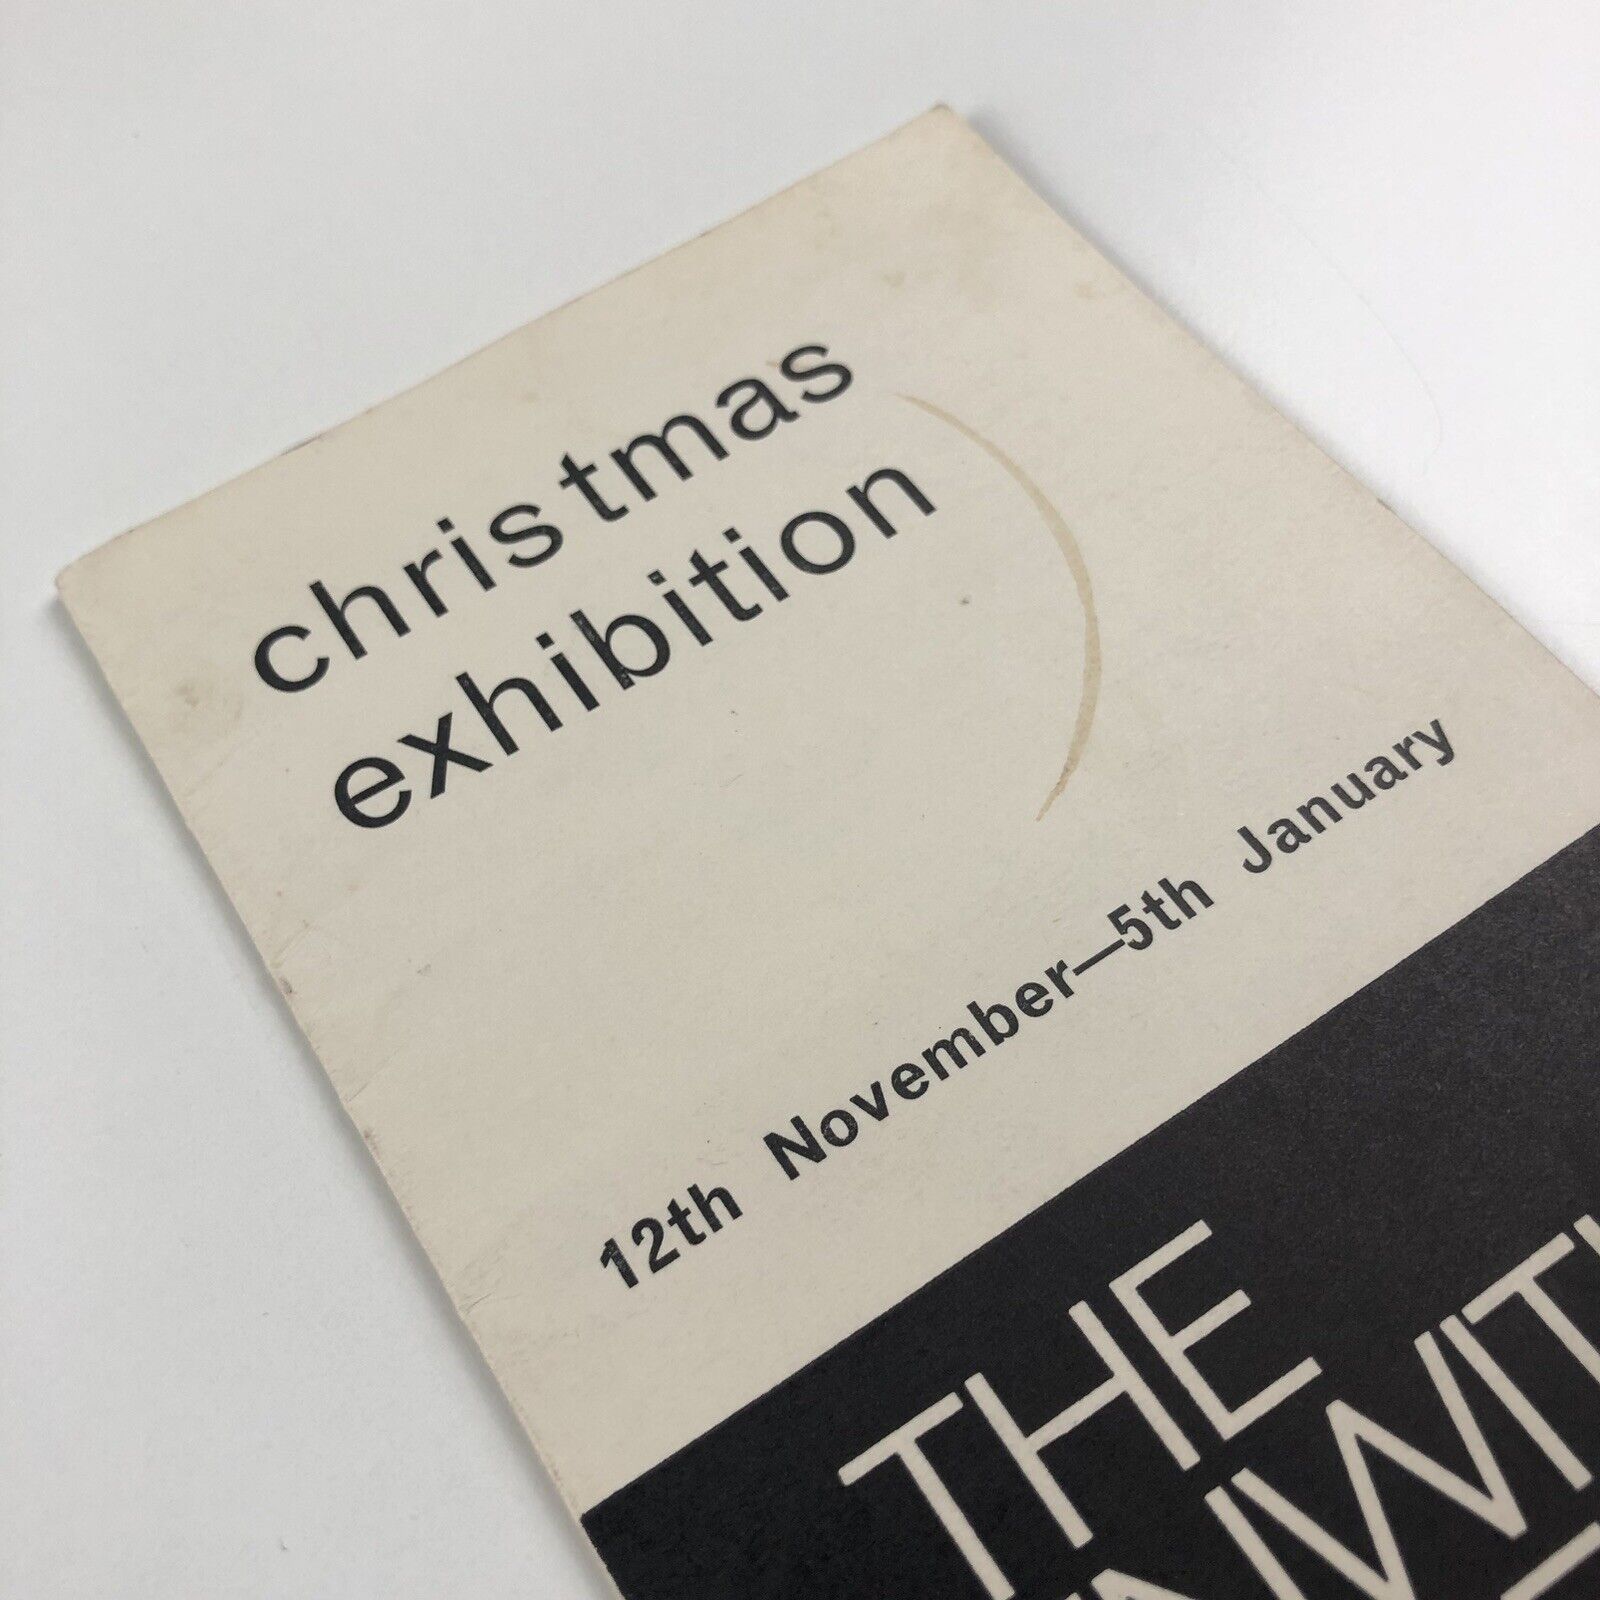 christmas
exhibition
12th November—5th January
THE